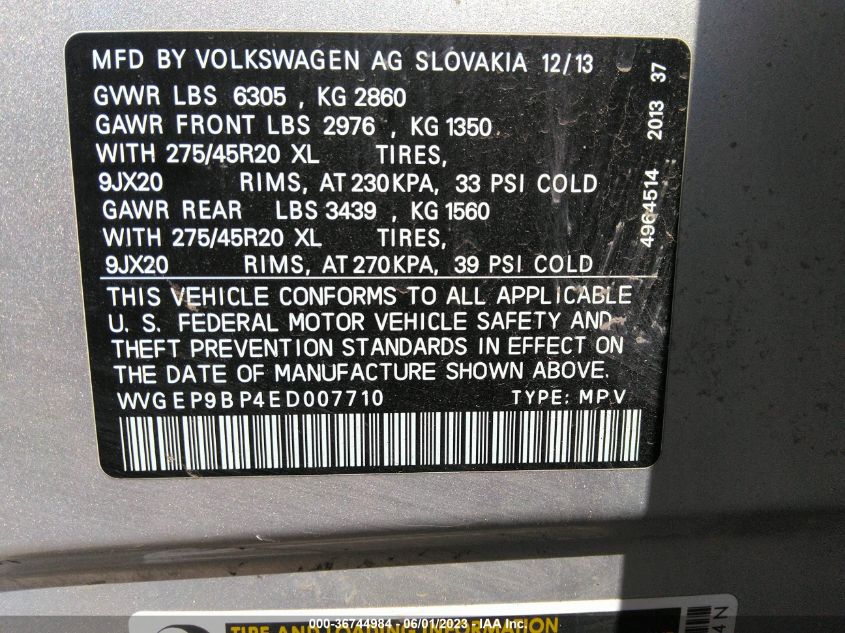 MFD BY VOLKSWAGEN AG SLOVAKIA 12/13
GVWR LBS 6305 , KG 2860
GAWR FRONT LBS 2976 , KG 1350
WITH 275/45R20 XL TIRES,
9JX20 RIMS, AT 230KPA, 33 PSI COLD
GAWR REAR LBS 3439 , KG 1560
WITH 275/45R20 XL TIRES,
9JX20 RIMS, AT 270KPA, 39 PSI COLD
THIS VEHICLE CONFORMS TO ALL APPLICABLE
U. S. FEDERAL MOTOR VEHICLE SAFETY AND
THEFT PREVENTION STANDARDS IN EFFECT ON
THE DATE OF MANUFACTURE SHOWN ABOVE.
WVGEP9BP4ED007710 TYPE: MPV
4964514 2013 37
TIRE AND LOADING INFORMATION
4N
000-36744984 - 06/01/2023 - IAA Inc.